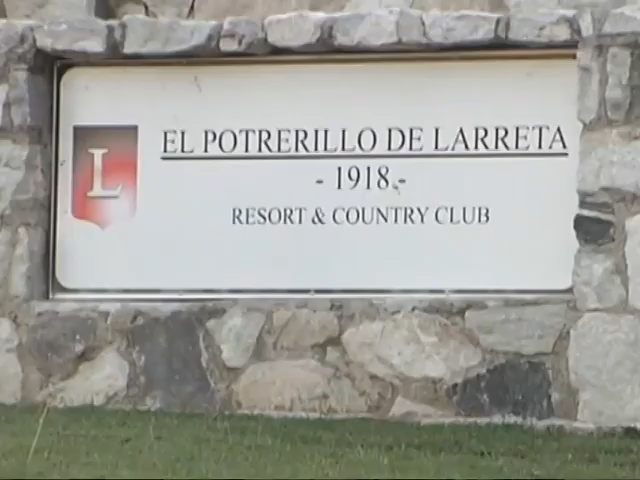 L
EL POTRERILLO DE LARRETA
- 1918 -
RESORT & COUNTRY CLUB